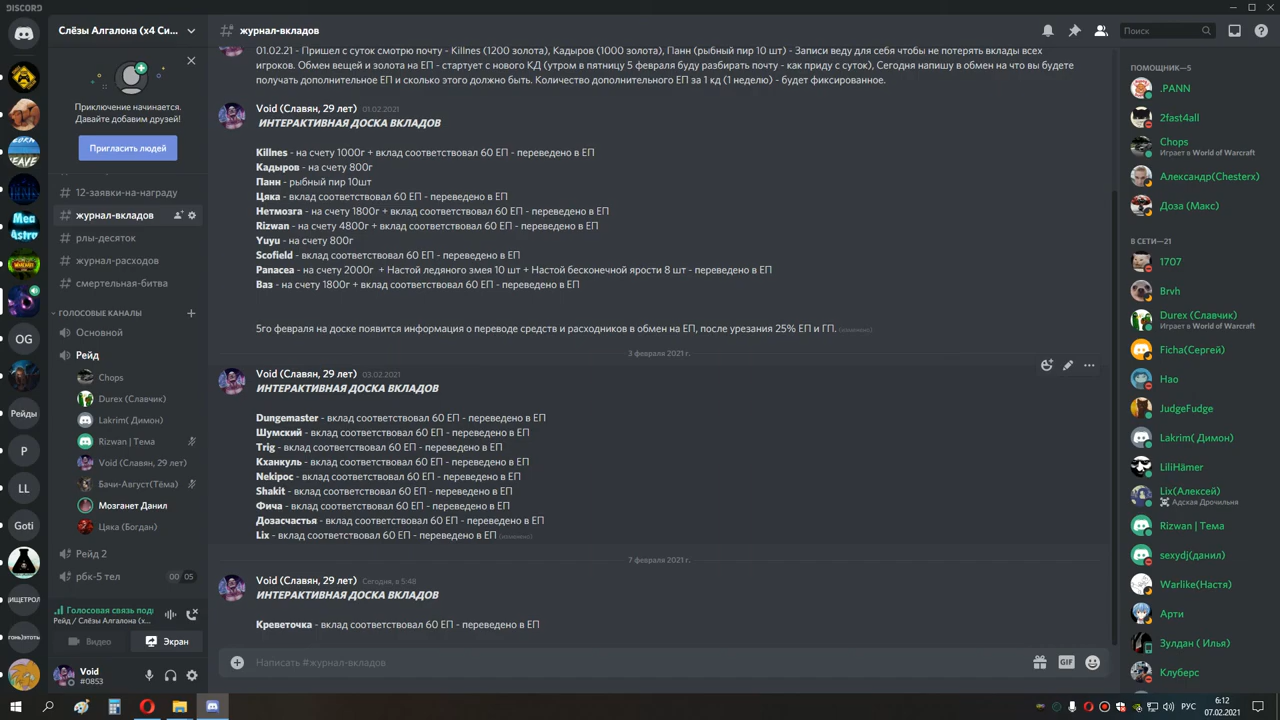 DISCORD
Слёзы Алгалона (x4 Си...
Приключение начинается.
Давайте добавим друзей!
Пригласить людей
12-заявки-на-награду
журнал-вкладов
рлы-десяток
журнал-расходов
смертельная-битва
ГОЛОСОВЫЕ КАНАЛЫ
Основной
Рейд
Chops
Durex (Славчик)
Lakrim( Димон)
Rizwan | Тема
Void (Славян, 29 лет)
Бачи-Август(Тёма)
Мозганет Данил
Цяка (Богдан)
Рейд 2
рбк-5 тел
00 05
Голосовая связь подк
Рейд / Слёзы Алгалона (x...
Видео
Экран
Void
#0853
Mea
Astro
OG
Рейды
P
LL
Goti
журнал-вкладов
Поиск
01.02.21 - Пришел с суток смотрю почту - Killnes (1200 золота), Кадыров (1000 золота), Панн (рыбный пир 10 шт) - Записи веду для себя чтобы не потерять вклады всех
игроков. Обмен вещей и золота на ЕП - стартует с нового КД (утром в пятницу 5 февраля буду разбирать почту - как приду с суток), Сегодня напишу в обмен на что вы будете
получать дополнительное ЕП и сколько этого должно быть. Количество дополнительного ЕП за 1 кд (1 неделю) - будет фиксированное.
Void (Славян, 29 лет) 01.02.2021
ИНТЕРАКТИВНАЯ ДОСКА ВКЛАДОВ
Killnes - на счету 1000г + вклад соответствовал 60 ЕП - переведено в ЕП
Кадыров - на счету 800г
Панн - рыбный пир 10шт
Цяка - вклад соответствовал 60 ЕП - переведено в ЕП
Нетмозга - на счету 1800г + вклад соответствовал 60 ЕП - переведено в ЕП
Rizwan - на счету 4800г + вклад соответствовал 60 ЕП - переведено в ЕП
Yuyu - на счету 800г
Scofield - вклад соответствовал 60 ЕП - переведено в ЕП
Panacea - на счету 2000г + Настой ледяного змея 10 шт + Настой бесконечной ярости 8 шт - переведено в ЕП
Ваз - на счету 1800г + вклад соответствовал 60 ЕП - переведено в ЕП
5го февраля на доске появится информация о переводе средств и расходников в обмен на ЕП, после урезания 25% ЕП и ГП. (изменено)
3 февраля 2021 г.
Void (Славян, 29 лет) 03.02.2021
ИНТЕРАКТИВНАЯ ДОСКА ВКЛАДОВ
Dungemaster - вклад соответствовал 60 ЕП - переведено в ЕП
Шумский - вклад соответствовал 60 ЕП - переведено в ЕП
Trig - вклад соответствовал 60 ЕП - переведено в ЕП
Кханкуль - вклад соответствовал 60 ЕП - переведено в ЕП
Nekipoc - вклад соответствовал 60 ЕП - переведено в ЕП
Shakit - вклад соответствовал 60 ЕП - переведено в ЕП
Фича - вклад соответствовал 60 ЕП - переведено в ЕП
Дозасчастья - вклад соответствовал 60 ЕП - переведено в ЕП
Lix - вклад соответствовал 60 ЕП - переведено в ЕП (изменено)
7 февраля 2021 г.
Void (Славян, 29 лет) Сегодня, в 5:48
ИНТЕРАКТИВНАЯ ДОСКА ВКЛАДОВ
Креветочка - вклад соответствовал 60 ЕП - переведено в ЕП
Написать #журнал-вкладов
GIF
ПОМОЩНИК—5
.PANN
2fast4all
Chops
Играет в World of Warcraft
Александр(Chesterx)
Доза (Макс)
В СЕТИ—21
1707
Brvh
Durex (Славчик)
Играет в World of Warcraft
Ficha(Сергей)
Hao
JudgeFudge
Lakrim( Димон)
LiliHämer
Lix(Алексей)
Адская Дрочильня
Rizwan | Тема
sexydj(данил)
Warlike(Настя)
Арти
Зулдан ( Илья)
Клуберс
РУС
6:12
07.02.2021